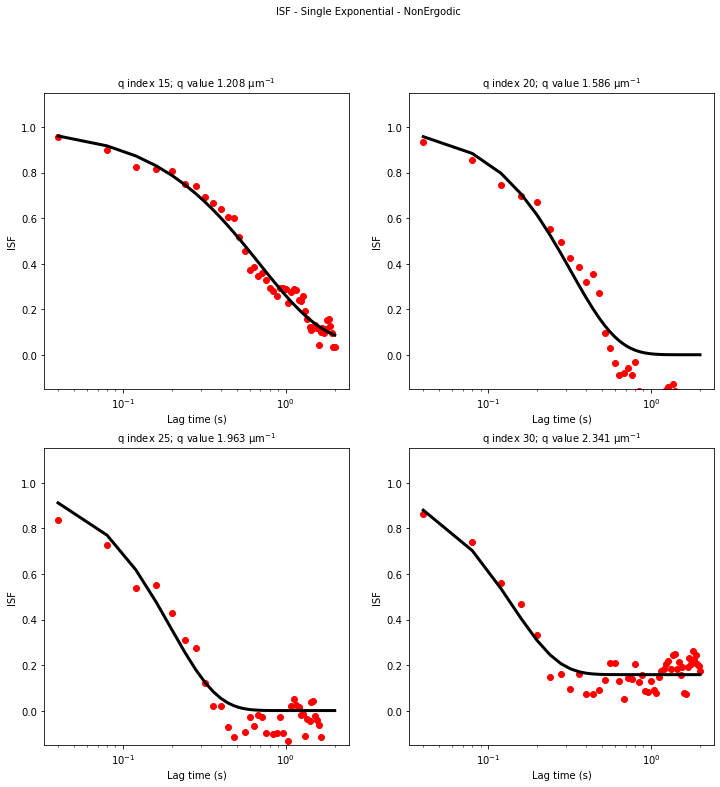 ISF - Single Exponential - NonErgodic
q index 15; q value 1.208 μm⁻¹
q index 20; q value 1.586 μm⁻¹
1.0
0.8
0.6
0.4
0.2
0.0
ISF
10⁻¹
10⁰
Lag time (s)
1.0
0.8
0.6
0.4
0.2
0.0
ISF
10⁻¹
10⁰
Lag time (s)
q index 25; q value 1.963 μm⁻¹
q index 30; q value 2.341 μm⁻¹
1.0
0.8
0.6
0.4
0.2
0.0
ISF
10⁻¹
10⁰
Lag time (s)
1.0
0.8
0.6
0.4
0.2
0.0
ISF
10⁻¹
10⁰
Lag time (s)